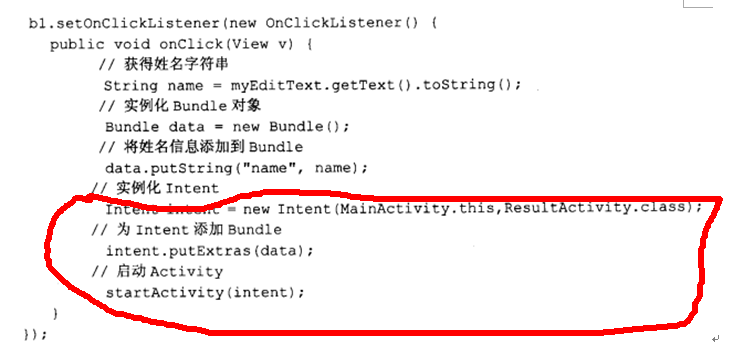 b1.setOnClickListener(new OnClickListener() {
public void onClick(View v) {
// 获得姓名字符串
String name = myEditText.getText().toString();
// 实例化 Bundle 对象
Bundle data = new Bundle();
// 将姓名信息添加到 Bundle
data.putString("name", name);
// 实例化 Intent
Intent intent = new Intent(MainActivity.this,ResultActivity.class);
// 为 Intent 添加 Bundle
intent.putExtras(data);
// 启动 Activity
startActivity(intent);
}
});